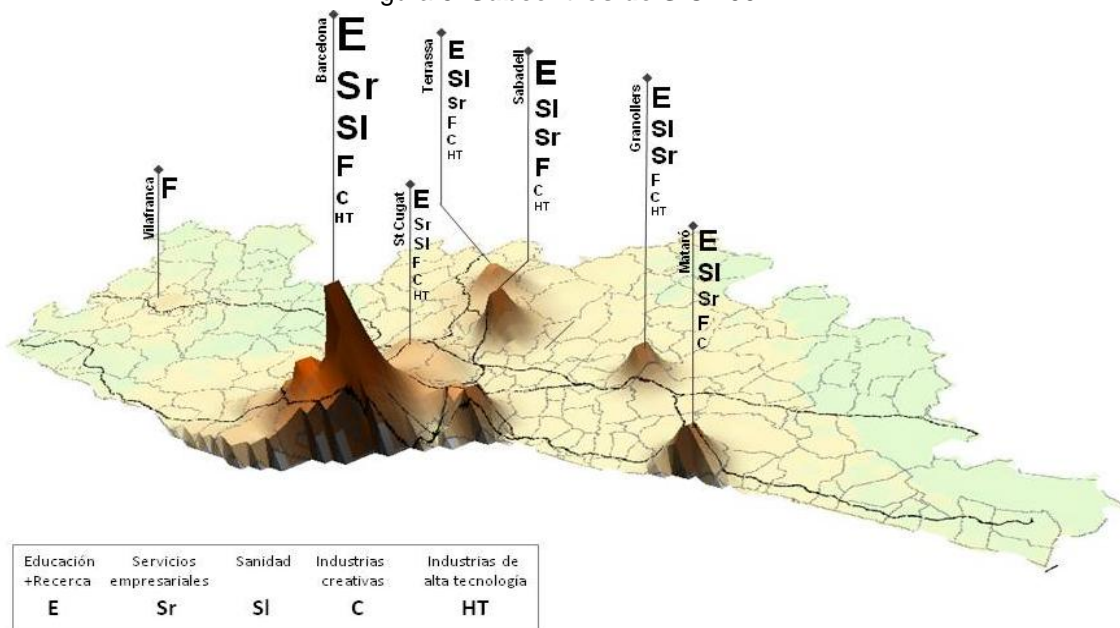 Barcelona
E
Sr
Sl
F
C
HT
Terrassa
E
Sl
Sr
F
C
HT
Sabadell
E
Sl
Sr
F
C
HT
Granollers
E
Sl
Sr
F
C
HT
Vilafranca
F
St Cugat
E
Sr
Sl
F
C
HT
Mataró
E
Sl
Sr
F
C
Educación Servicios Sanidad Industrias Industrias de
+Recerca empresariales creativas alta tecnología
E Sr Sl C HT